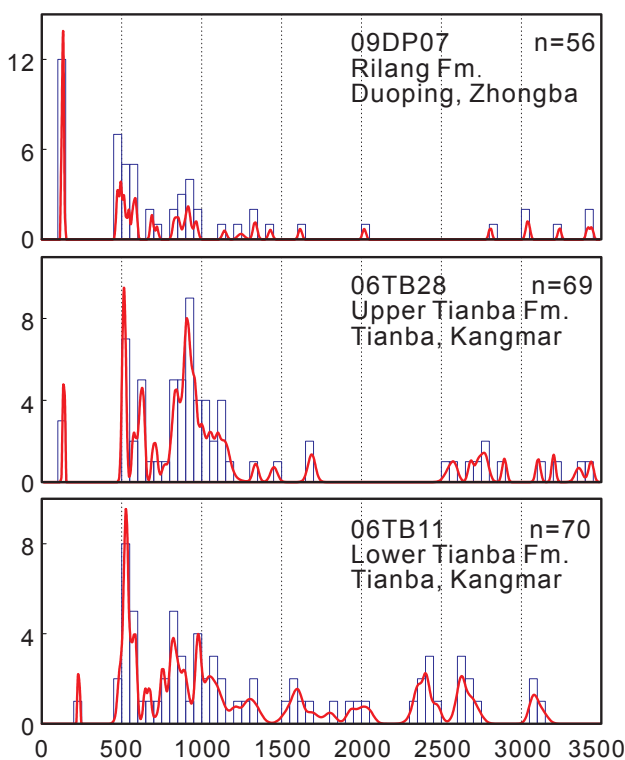 09DP07 n=56
Rilang Fm.
Duoping, Zhongba
12
6
0
06TB28 n=69
Upper Tianba Fm.
Tianba, Kangmar
8
4
0
06TB11 n=70
Lower Tianba Fm.
Tianba, Kangmar
8
4
0
0 500 1000 1500 2000 2500 3000 3500